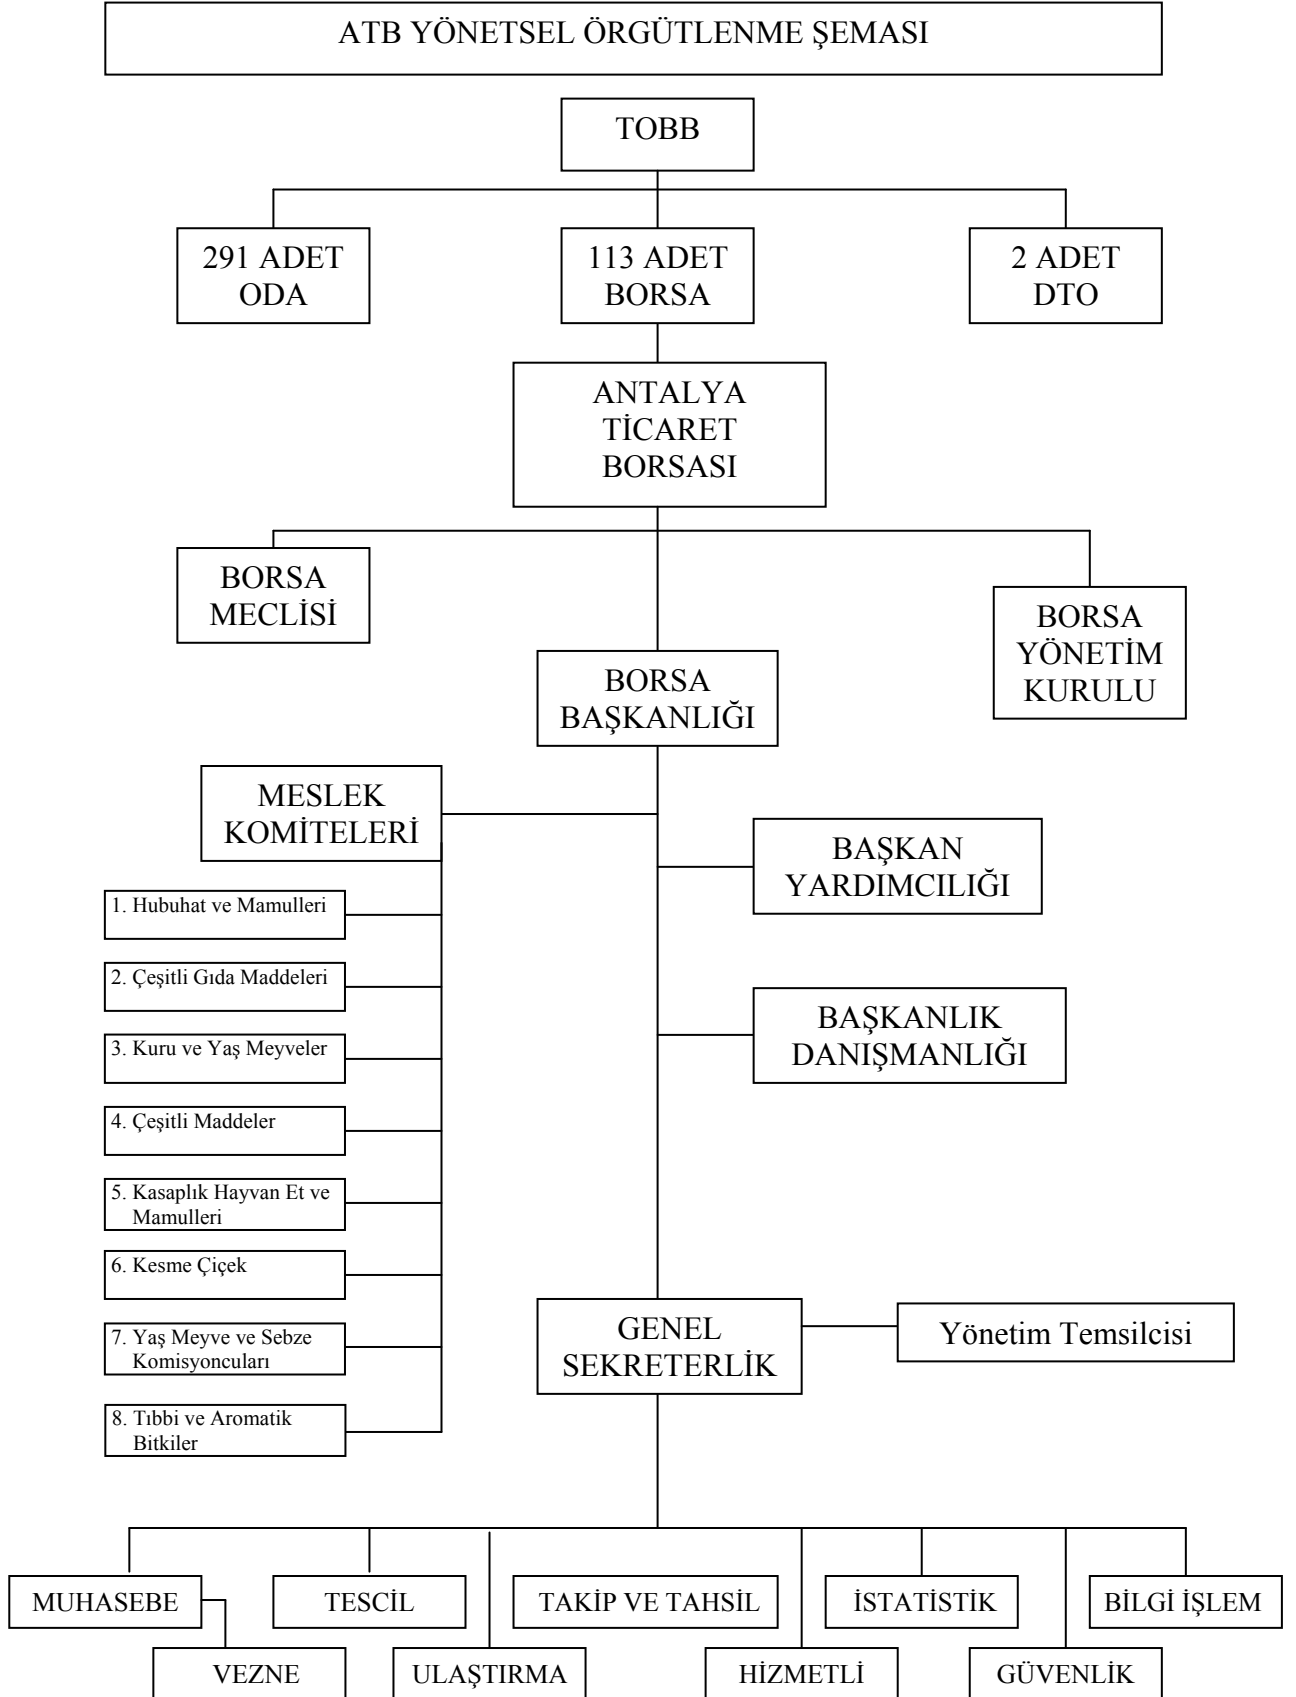 ATB YÖNETSEL ÖRGÜTLENME ŞEMASI
TOBB
291 ADET
ODA
113 ADET
BORSA
2 ADET
DTO
ANTALYA
TİCARET
BORSASI
BORSA
MECLİSİ
BORSA
YÖNETİM
KURULU
BORSA
BAŞKANLIĞI
MESLEK
KOMİTELERİ
BAŞKAN
YARDIMCILIĞI
1. Hububat ve Mamulleri
2. Çeşitli Gıda Maddeleri
BAŞKANLIK
DANIŞMANLIĞI
3. Kuru ve Yaş Meyveler
4. Çeşitli Maddeler
5. Kasaplık Hayvan Et ve
Mamulleri
6. Kesme Çiçek
7. Yaş Meyve ve Sebze
Komisyoncuları
8. Tıbbi ve Aromatik
Bitkiler
GENEL
SEKRETERLİK
Yönetim Temsilcisi
MUHASEBE
TESCİL
TAKİP VE TAHSİL
İSTATİSTİK
BİLGİ İŞLEM
VEZNE
ULAŞTIRMA
HİZMETLİ
GÜVENLİK